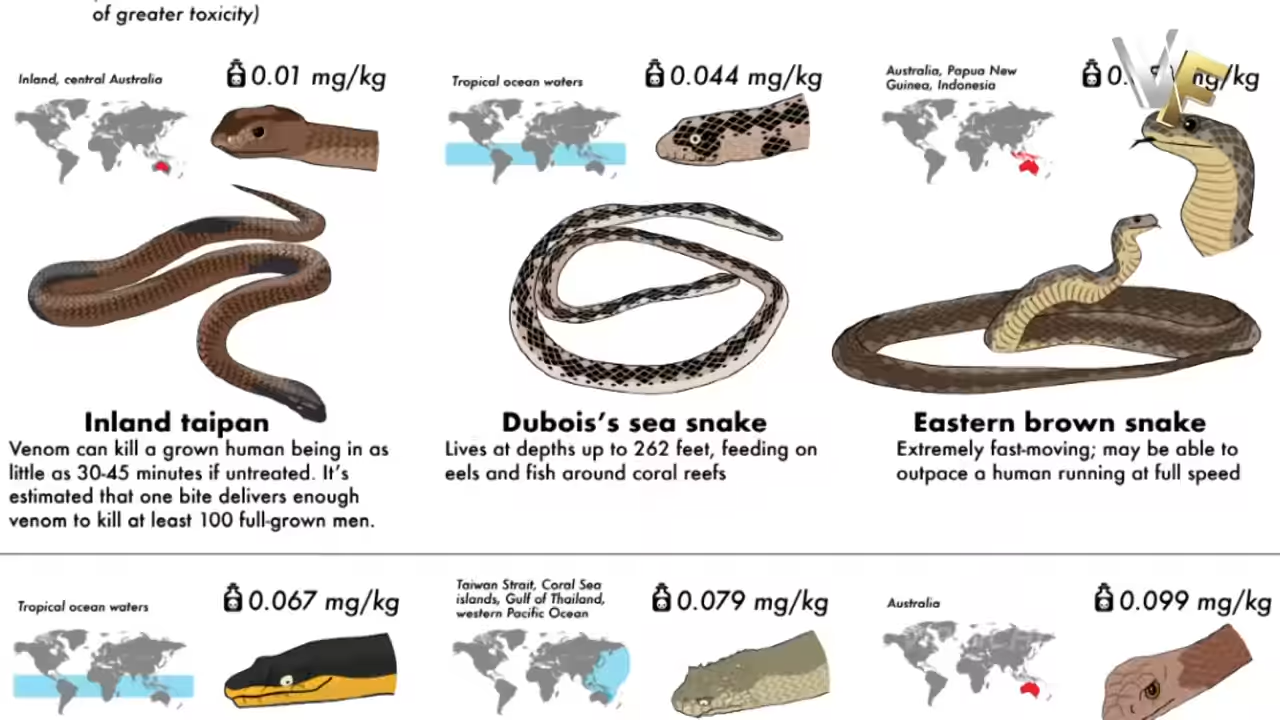 of greater toxicity)
Inland, central Australia
0.01 mg/kg
Tropical ocean waters
0.044 mg/kg
Australia, Papua New
Guinea, Indonesia
mg/kg
VF
Inland taipan
Venom can kill a grown human being in as
little as 30-45 minutes if untreated. It’s
estimated that one bite delivers enough
venom to kill at least 100 full-grown men.
Dubois’s sea snake
Lives at depths up to 262 feet, feeding on
eels and fish around coral reefs
Eastern brown snake
Extremely fast-moving; may be able to
outpace a human running at full speed
Tropical ocean waters
0.067 mg/kg
Taiwan Strait, Coral Sea
islands, Gulf of Thailand,
western Pacific Ocean
0.079 mg/kg
Australia
0.099 mg/kg